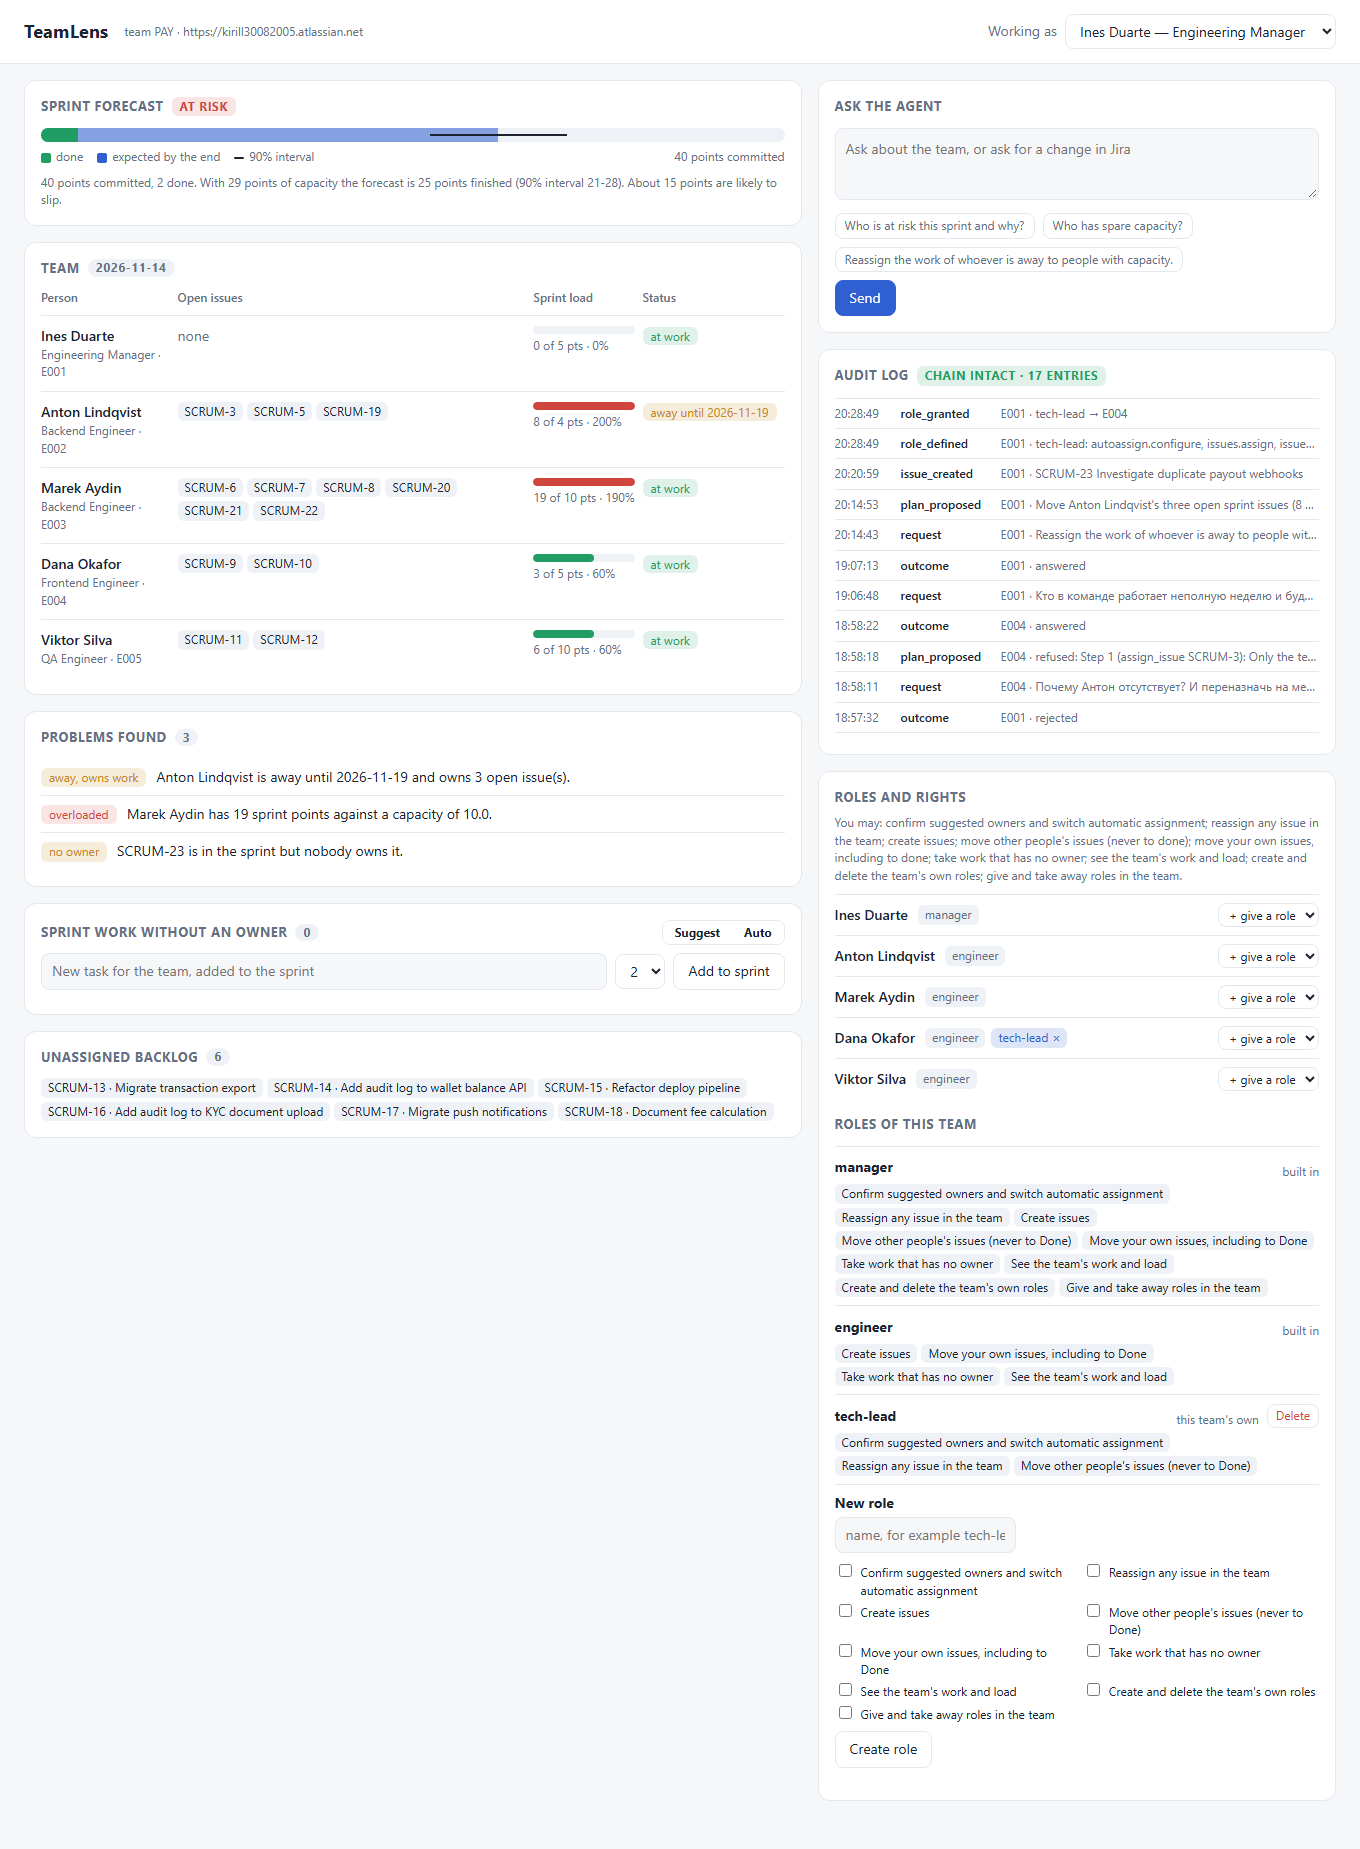 TeamLens team PAY · https://kirill30082005.atlassian.net
Working as Ines Duarte — Engineering Manager
SPRINT FORECAST AT RISK
done expected by the end 90% interval 40 points committed
40 points committed, 2 done. With 29 points of capacity the forecast is 25 points finished (90% interval 21-28). About 15 points are likely to
slip.
TEAM 2026-11-14
Person Open issues Sprint load Status
Ines Duarte none at work
Engineering Manager · 0 of 5 pts · 0%
E001
Anton Lindqvist SCRUM-3 SCRUM-5 SCRUM-19 away until 2026-11-19
Backend Engineer · 8 of 4 pts · 200%
E002
Marek Aydin SCRUM-6 SCRUM-7 SCRUM-8 SCRUM-20 at work
Backend Engineer · SCRUM-21 SCRUM-22 19 of 10 pts · 190%
E003
Dana Okafor SCRUM-9 SCRUM-10 at work
Frontend Engineer · 3 of 5 pts · 60%
E004
Viktor Silva SCRUM-11 SCRUM-12 at work
QA Engineer · E005 6 of 10 pts · 60%
PROBLEMS FOUND 3
away, owns work Anton Lindqvist is away until 2026-11-19 and owns 3 open issue(s).
overloaded Marek Aydin has 19 sprint points against a capacity of 10.0.
no owner SCRUM-23 is in the sprint but nobody owns it.
SPRINT WORK WITHOUT AN OWNER 0 Suggest Auto
New task for the team, added to the sprint 2 Add to sprint
UNASSIGNED BACKLOG 6
SCRUM-13 · Migrate transaction export SCRUM-14 · Add audit log to wallet balance API SCRUM-15 · Refactor deploy pipeline
SCRUM-16 · Add audit log to KYC document upload SCRUM-17 · Migrate push notifications SCRUM-18 · Document fee calculation
ASK THE AGENT
Ask about the team, or ask for a change in Jira
Who is at risk this sprint and why? Who has spare capacity?
Reassign the work of whoever is away to people with capacity.
Send
AUDIT LOG CHAIN INTACT · 17 ENTRIES
20:28:49 role_granted E001 · tech-lead → E004
20:28:49 role_defined E001 · tech-lead: autoassign.configure, issues.assign, issue...
20:20:59 issue_created E001 · SCRUM-23 Investigate duplicate payout webhooks
20:14:53 plan_proposed E001 · Move Anton Lindqvist's three open sprint issues (8 ...
20:14:43 request E001 · Reassign the work of whoever is away to people wit...
19:07:13 outcome E001 · answered
19:06:48 request E001 · Кто в команде работает неполную неделю и буд...
18:58:22 outcome E004 · answered
18:58:18 plan_proposed E004 · refused: Step 1 (assign_issue SCRUM-3): Only the te...
18:58:11 request E004 · Почему Антон отсутствует? И переназначь на ме...
18:57:32 outcome E001 · rejected
ROLES AND RIGHTS
You may: confirm suggested owners and switch automatic assignment; reassign any issue in
the team; create issues; move other people's issues (never to done); move your own issues,
including to done; take work that has no owner; see the team's work and load; create and
delete the team's own roles; give and take away roles in the team.
Ines Duarte manager + give a role
Anton Lindqvist engineer + give a role
Marek Aydin engineer + give a role
Dana Okafor engineer tech-lead × + give a role
Viktor Silva engineer + give a role
ROLES OF THIS TEAM
manager built in
Confirm suggested owners and switch automatic assignment
Reassign any issue in the team Create issues
Move other people's issues (never to Done) Move your own issues, including to Done
Take work that has no owner See the team's work and load
Create and delete the team's own roles Give and take away roles in the team
engineer built in
Create issues Move your own issues, including to Done
Take work that has no owner See the team's work and load
tech-lead this team's own Delete
Confirm suggested owners and switch automatic assignment
Reassign any issue in the team Move other people's issues (never to Done)
New role
name, for example tech-le
Confirm suggested owners and switch Reassign any issue in the team
automatic assignment
Create issues Move other people's issues (never to
Done)
Move your own issues, including to Take work that has no owner
Done
See the team's work and load Create and delete the team's own roles
Give and take away roles in the team
Create role